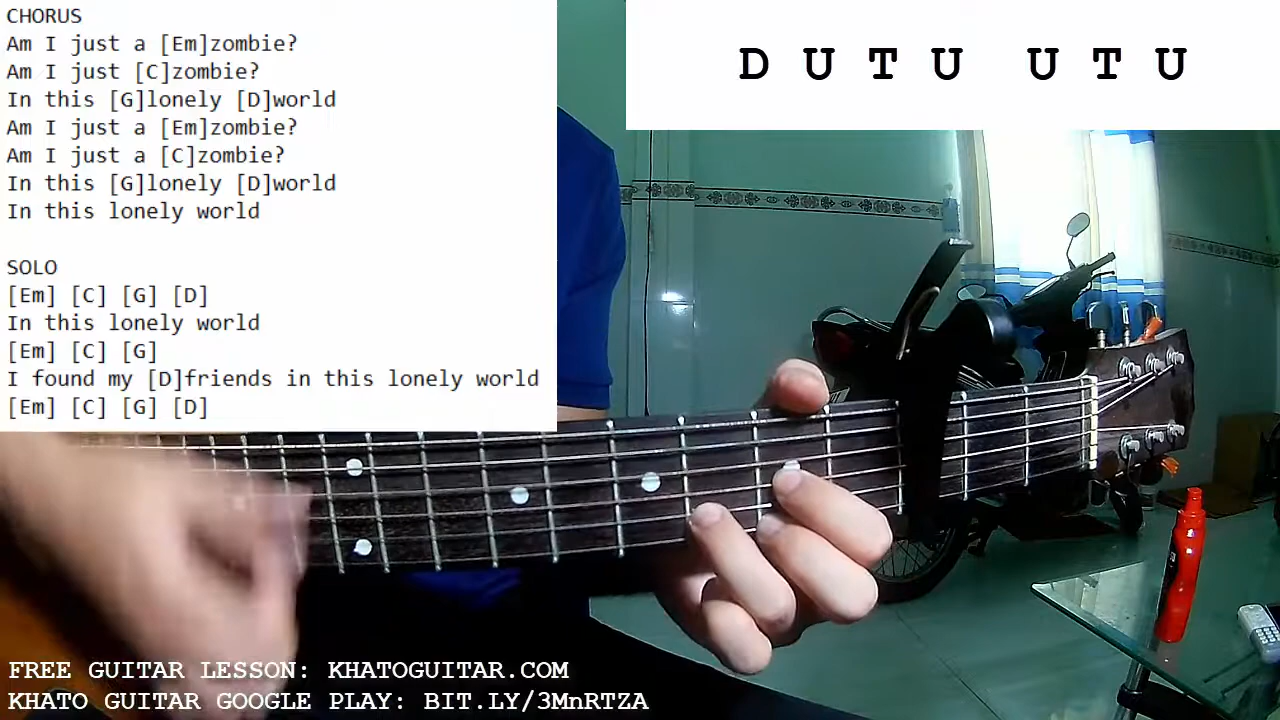 CHORUS
Am I just a [Em]zombie?
Am I just [C]zombie?
In this [G]lonely [D]world
Am I just a [Em]zombie?
Am I just a [C]zombie?
In this [G]lonely [D]world
In this lonely world
SOLO
[Em] [C] [G] [D]
In this lonely world
[Em] [C] [G]
I found my [D]friends in this lonely world
[Em] [C] [G] [D]
D U T U U T U
FREE GUITAR LESSON: KHATOGUITAR.COM
KHATO GUITAR GOOGLE PLAY: BIT.LY/3MnRTZA